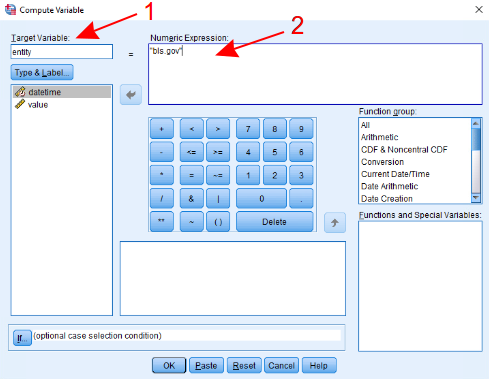 Compute Variable
1
2
Target Variable:
Numeric Expression:
entity
=
"bls.gov"
Type & Label...
datetime
value
Function group:
All
Arithmetic
CDF & Noncentral CDF
Conversion
Current Date/Time
Date Arithmetic
Date Creation
+ < > 7 8 9
- <= >= 4 5 6
* = ~= 1 2 3
/ & | 0 .
** ~ ( ) Delete
Functions and Special Variables:
If... (optional case selection condition)
OK Paste Reset Cancel Help